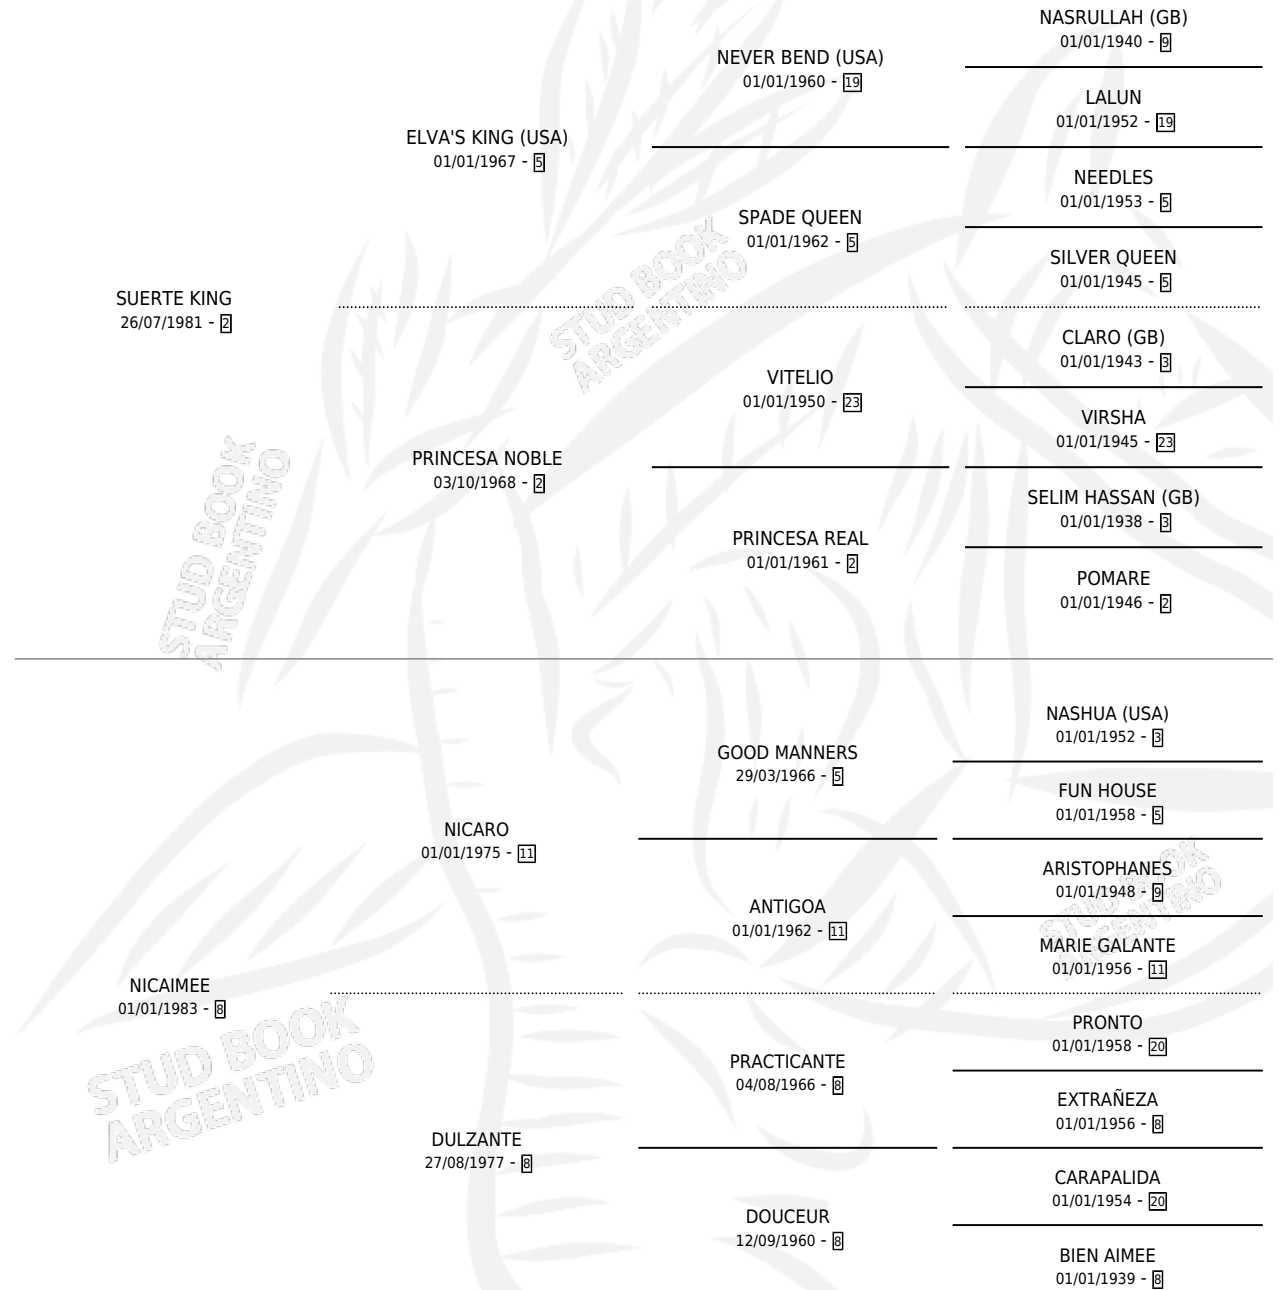 NASRULLAH (GB)
01/01/1940 - 9
NEVER BEND (USA)
01/01/1960 - 19
LALUN
01/01/1952 - 19
ELVA'S KING (USA)
01/01/1967 - 5
NEEDLES
01/01/1953 - 5
SPADE QUEEN
01/01/1962 - 5
SILVER QUEEN
01/01/1945 - 5
SUERTE KING
26/07/1981 - 2
STUD BOOK
ARGENTINO
CLARO (GB)
01/01/1943 - 3
VITELIO
01/01/1950 - 23
VIRSHA
01/01/1945 - 23
PRINCESA NOBLE
03/10/1968 - 2
SELIM HASSAN (GB)
01/01/1938 - 3
PRINCESA REAL
01/01/1961 - 2
POMARE
01/01/1946 - 2
STUD BOOK
ARGENTINO
NASHUA (USA)
01/01/1952 - 3
GOOD MANNERS
29/03/1966 - 5
FUN HOUSE
01/01/1958 - 5
NICARO
01/01/1975 - 11
ARISTOPHANES
01/01/1948 - 9
ANTIGOA
01/01/1962 - 11
MARIE GALANTE
01/01/1956 - 11
STUD BOOK
ARGENTINO
NICAIMEE
01/01/1983 - 8
PRONTO
01/01/1958 - 20
PRACTICANTE
04/08/1966 - 8
EXTRAÑEZA
01/01/1956 - 8
STUD BOOK
ARGENTINO
DULZANTE
27/08/1977 - 8
CARAPALIDA
01/01/1954 - 20
DOUCEUR
12/09/1960 - 8
BIEN AIMEE
01/01/1939 - 8